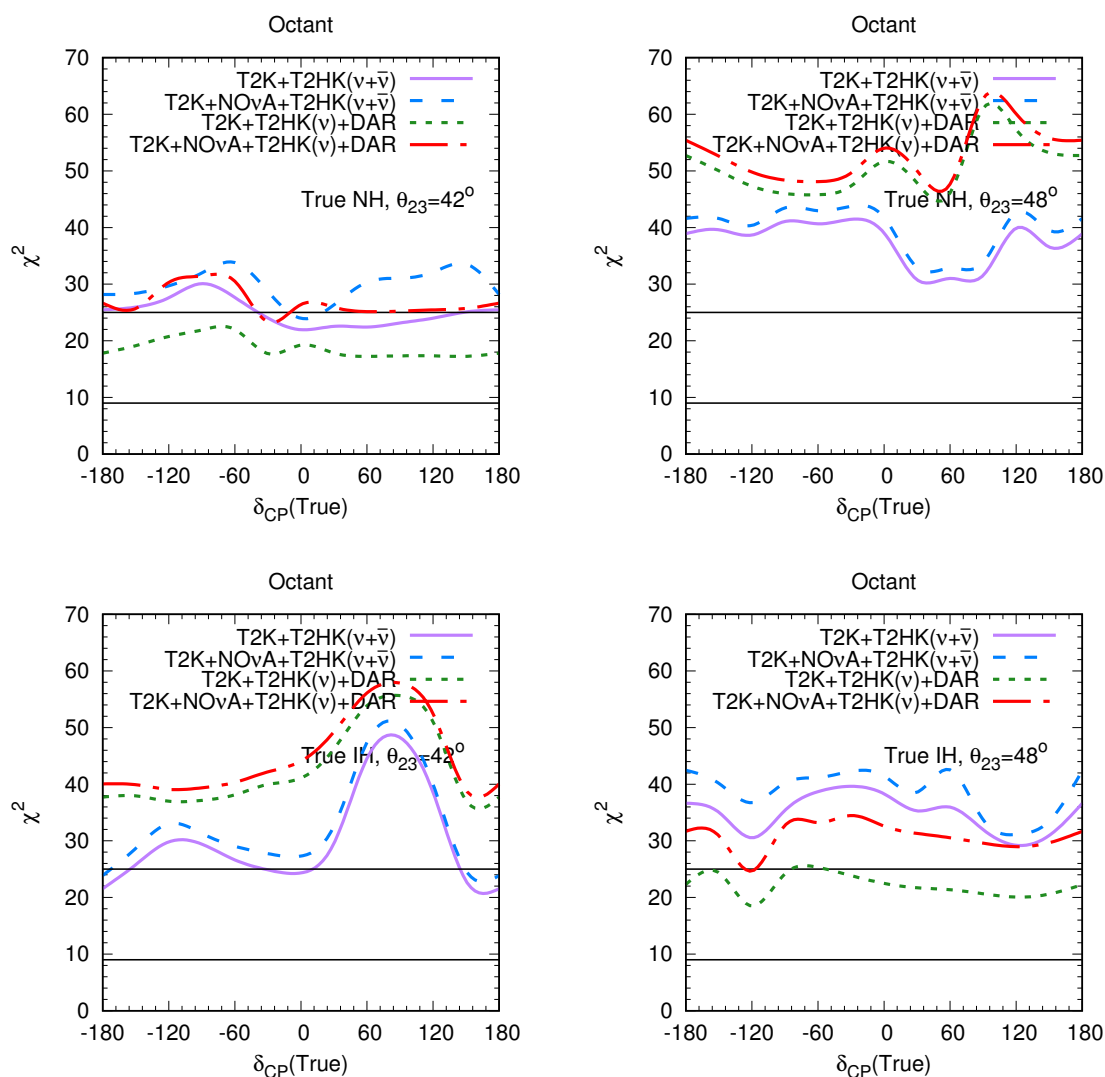 Octant
70
60
50
40
30
20
10
0
χ²
T2K+T2HK(ν+ν̄)
T2K+NOνA+T2HK(ν+ν̄)
T2K+T2HK(ν)+DAR
T2K+NOνA+T2HK(ν)+DAR
True NH, θ₂₃=42°
-180 -120 -60 0 60 120 180
δ_CP(True)
Octant
70
60
50
40
30
20
10
0
χ²
T2K+T2HK(ν+ν̄)
T2K+NOνA+T2HK(ν+ν̄)
T2K+T2HK(ν)+DAR
T2K+NOνA+T2HK(ν)+DAR
True NH, θ₂₃=48°
-180 -120 -60 0 60 120 180
δ_CP(True)
Octant
70
60
50
40
30
20
10
0
χ²
T2K+T2HK(ν+ν̄)
T2K+NOνA+T2HK(ν+ν̄)
T2K+T2HK(ν)+DAR
T2K+NOνA+T2HK(ν)+DAR
True IH, θ₂₃=42°
-180 -120 -60 0 60 120 180
δ_CP(True)
Octant
70
60
50
40
30
20
10
0
χ²
T2K+T2HK(ν+ν̄)
T2K+NOνA+T2HK(ν+ν̄)
T2K+T2HK(ν)+DAR
T2K+NOνA+T2HK(ν)+DAR
True IH, θ₂₃=48°
-180 -120 -60 0 60 120 180
δ_CP(True)